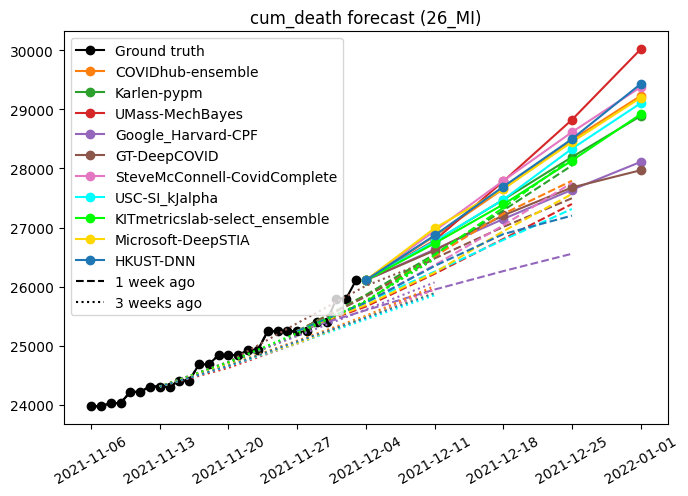 cum_death forecast (26_MI)
30000
29000
28000
27000
26000
25000
24000
Ground truth
COVIDhub-ensemble
Karlen-pypm
UMass-MechBayes
Google_Harvard-CPF
GT-DeepCOVID
SteveMcConnell-CovidComplete
USC-SI_kJalpha
KITmetricslab-select_ensemble
Microsoft-DeepSTIA
HKUST-DNN
1 week ago
3 weeks ago
2021-11-06
2021-11-13
2021-11-20
2021-11-27
2021-12-04
2021-12-11
2021-12-18
2021-12-25
2022-01-01